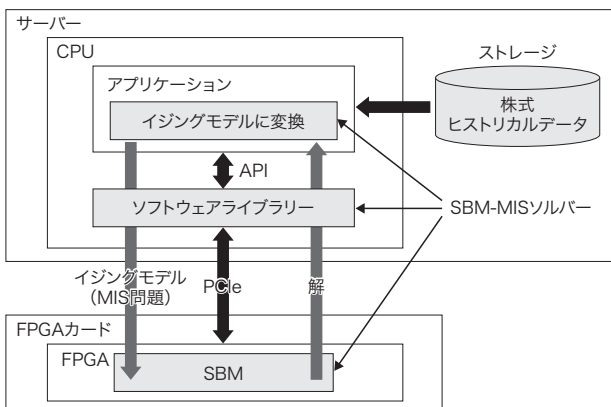 サーバー
CPU
ストレージ
アプリケーション
イジングモデルに変換
株式
ヒストリカルデータ
API
ソフトウェアライブラリー
SBM-MISソルバー
イジングモデル
（MIS問題）
PCIe
解
FPGAカード
FPGA
SBM